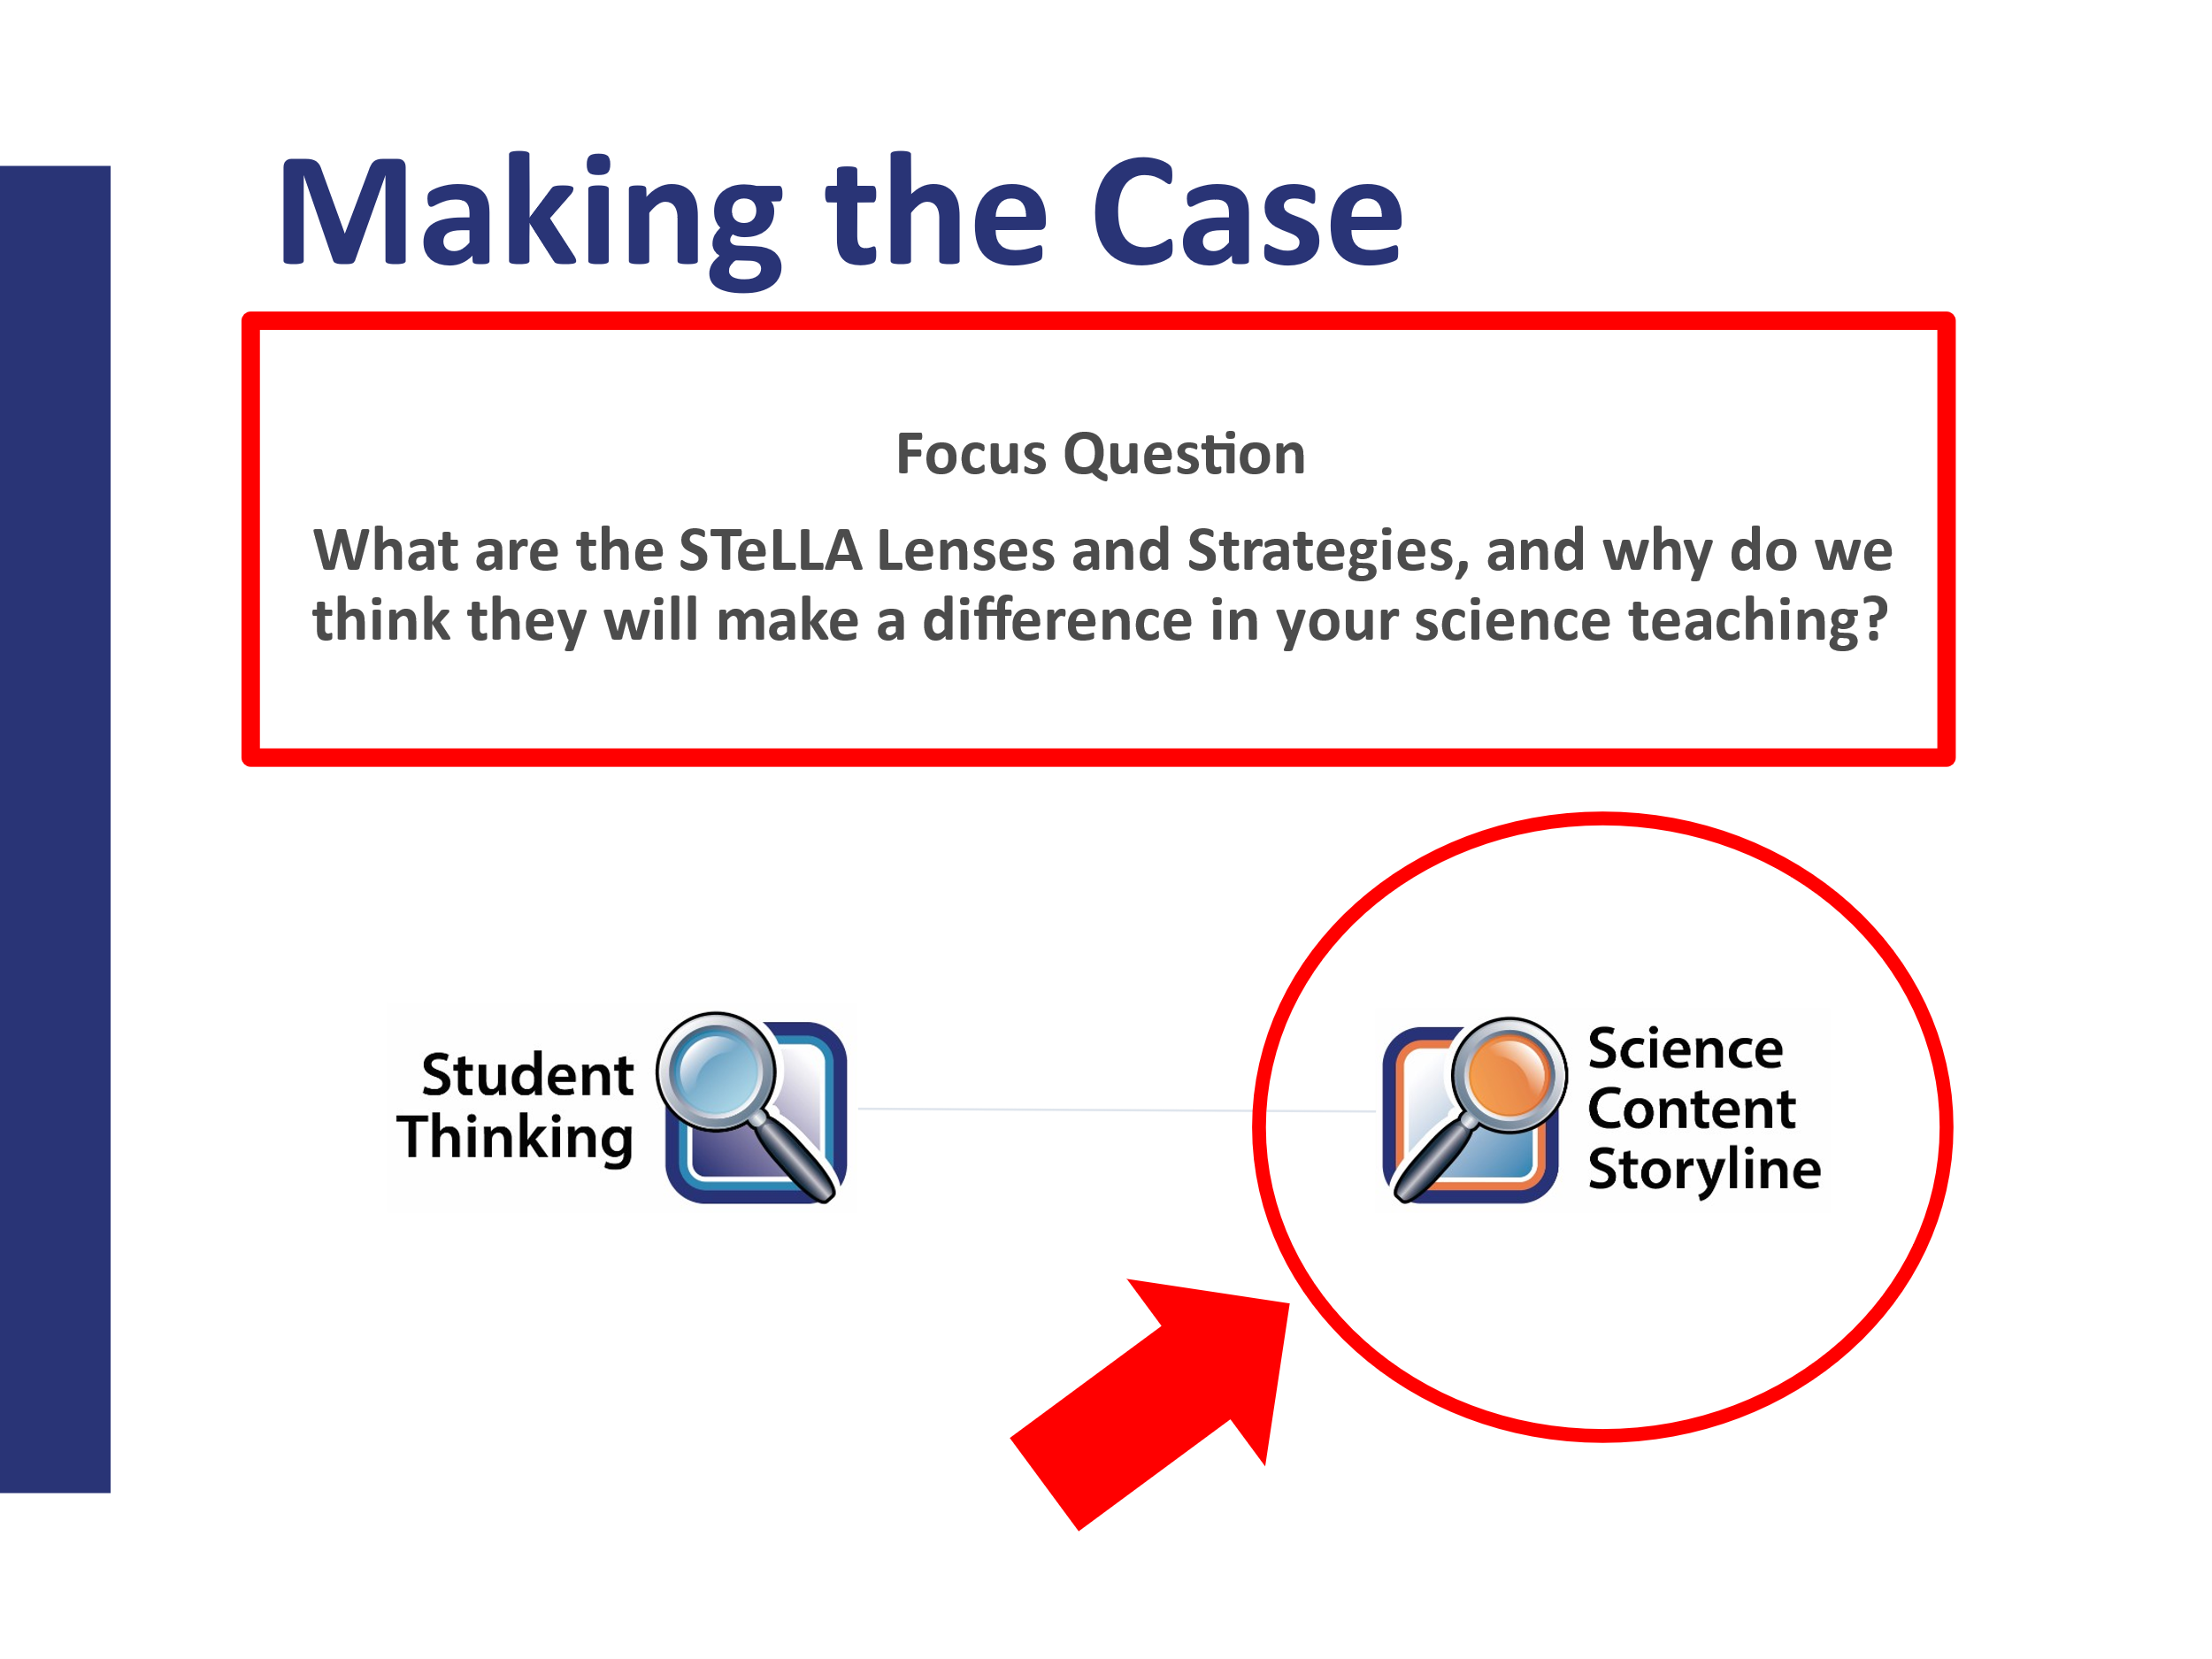 Making the Case
Focus Question
What are the STeLLA Lenses and Strategies, and why do we
think they will make a difference in your science teaching?
Student
Thinking
Science
Content
Storyline